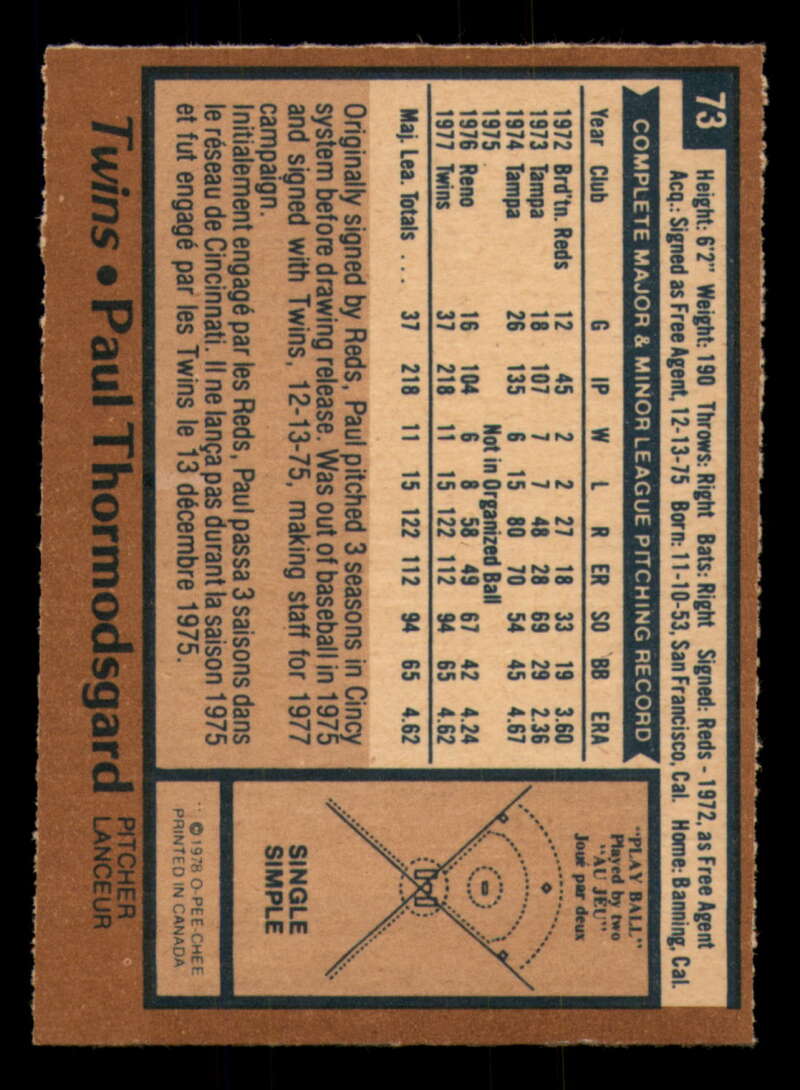 73
Height: 6'2" Weight: 190 Throws: Right Bats: Right Signed: Reds - 1972, as Free Agent
Acq.: Signed as Free Agent, 12-13-75 Born: 11-10-53, San Francisco, Cal. Home: Banning, Cal.
COMPLETE MAJOR & MINOR LEAGUE PITCHING RECORD
Year Club G IP W L R ER SO BB ERA
1972 Brd'tn. Reds 12 45 2 2 27 18 33 19 3.60
1973 Tampa 18 107 7 7 48 28 69 29 2.36
1974 Tampa 26 135 6 15 80 70 54 45 4.67
1975 Not in Organized Ball
1976 Reno 16 104 6 8 58 49 67 42 4.24
1977 Twins 37 218 11 15 122 112 94 65 4.62
Maj. Lea. Totals ... 37 218 11 15 122 112 94 65 4.62
Originally signed by Reds, Paul pitched 3 seasons in Cincy
system before drawing release. Was out of baseball in 1975
and signed with Twins, 12-13-75, making staff for 1977
campaign.
Initialement engagé par les Reds, Paul passa 3 saisons dans
le réseau de Cincinnati. Il ne lança pas durant la saison 1975
et fut engagé par les Twins le 13 décembre 1975.
"PLAY BALL"
Played by two
"AU JEU"
Joué par deux
SINGLE
SIMPLE
** © 1978 O-PEE-CHEE
PRINTED IN CANADA
Twins • Paul Thormodsgard PITCHER
LANCEUR